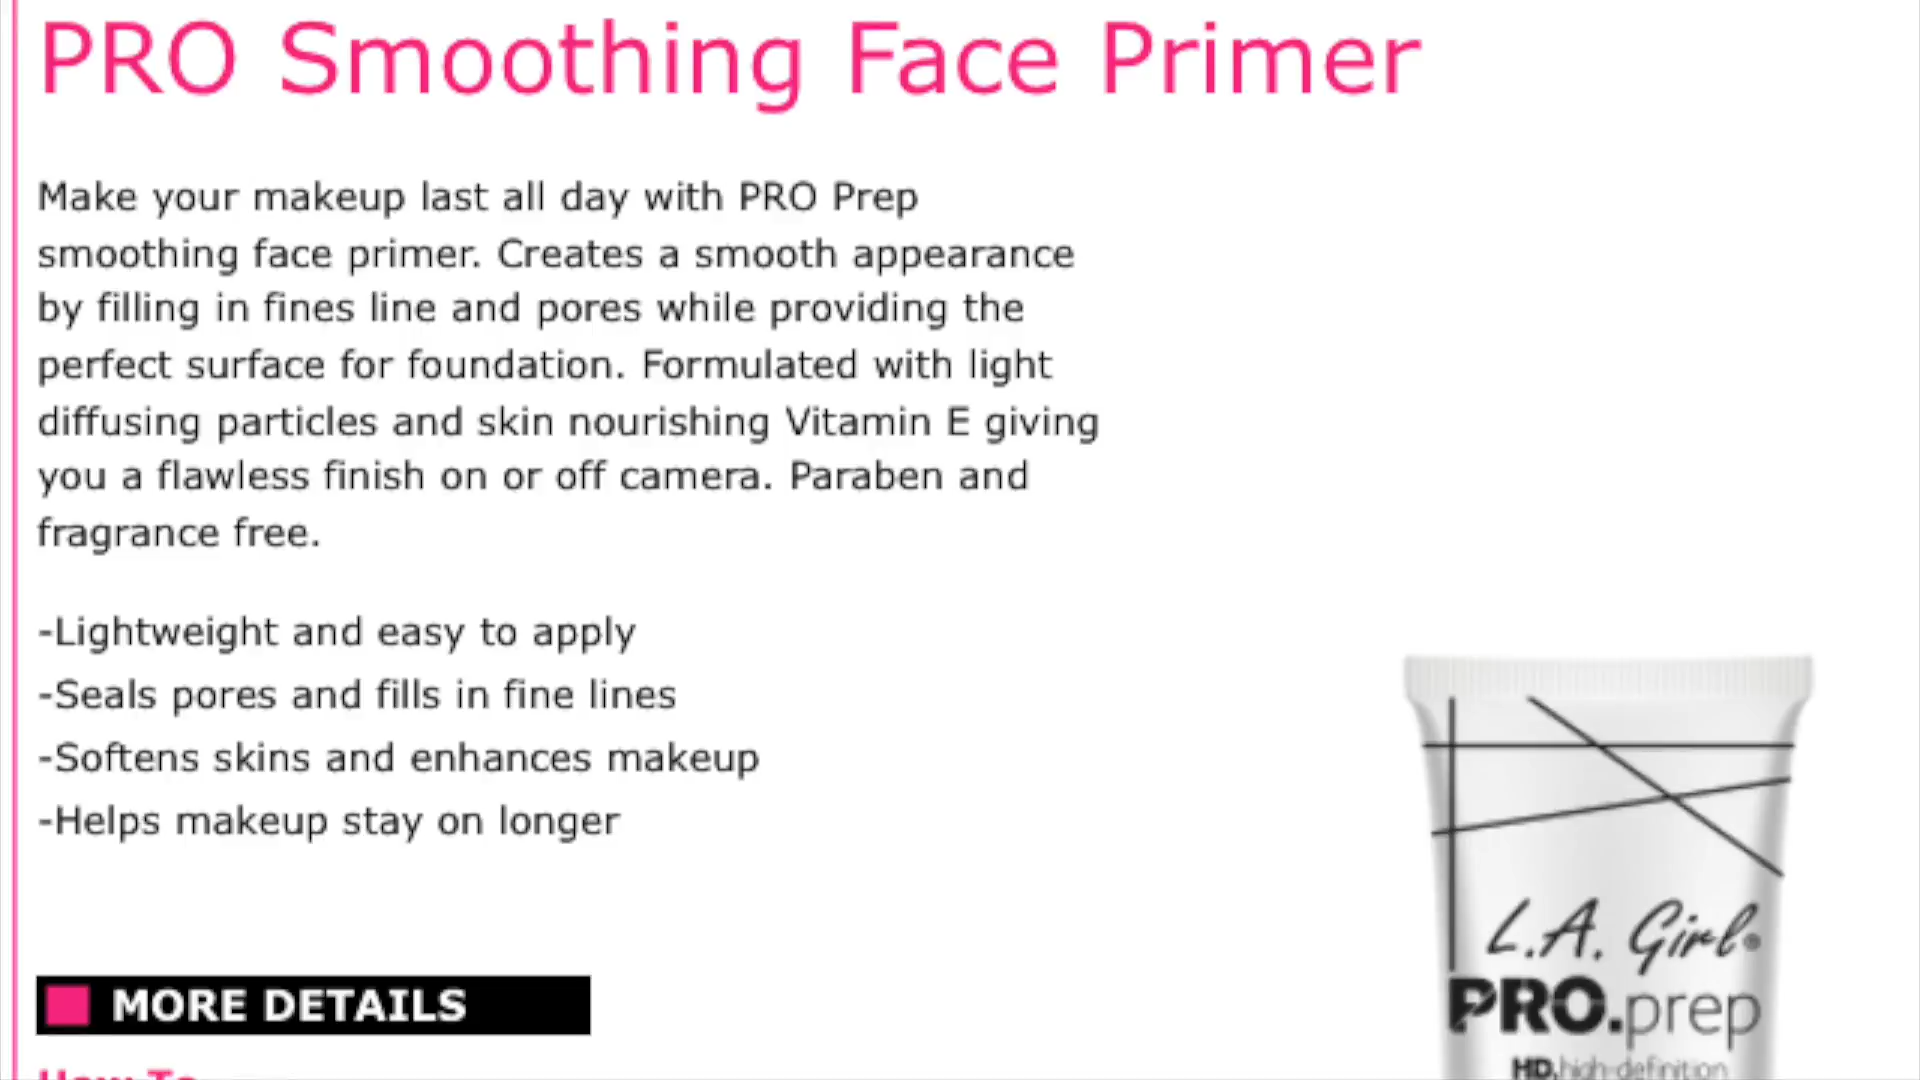 PRO Smoothing Face Primer
Make your makeup last all day with PRO Prep
smoothing face primer. Creates a smooth appearance
by filling in fines line and pores while providing the
perfect surface for foundation. Formulated with light
diffusing particles and skin nourishing Vitamin E giving
you a flawless finish on or off camera. Paraben and
fragrance free.
-Lightweight and easy to apply
-Seals pores and fills in fine lines
-Softens skins and enhances makeup
-Helps makeup stay on longer
MORE DETAILS
How To
L.A. Girl®
PRO.prep
HD.high-definition